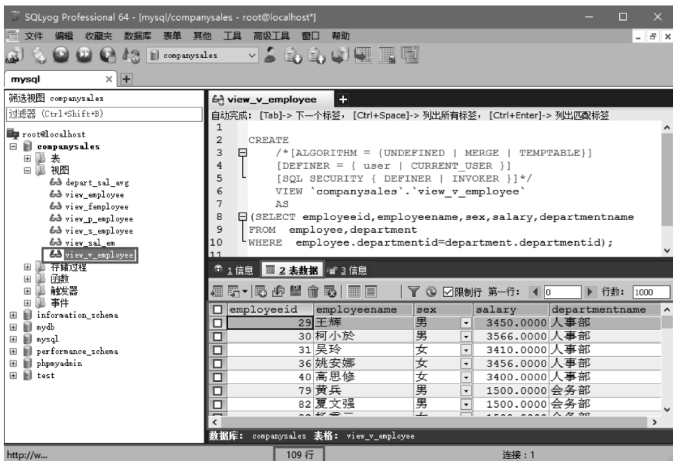 SQLyog Professional 64 - [mysql/companysales - root@localhost*]
文件 编辑 收藏夹 数据库 表单 其他 工具 高级工具 窗口 帮助
companysales
mysql × +
筛选视图 companysales
过滤器 (Ctrl+Shift+B)
root@localhost
companysales
表
视图
depart_sal_avg
view_employee
view_femployee
view_p_employee
view_s_employee
view_sal_em
view_v_employee
存储过程
函数
触发器
事件
information_schema
mydb
mysql
performance_schema
phpmyadmin
test
view_v_employee +
自动完成: [Tab]-> 下一个标签, [Ctrl+Space]-> 列出所有标签, [Ctrl+Enter]-> 列出匹配标签
1
2 CREATE
3 /*[ALGORITHM = {UNDEFINED | MERGE | TEMPTABLE}]
4 [DEFINER = { user | CURRENT_USER }]
5 [SQL SECURITY { DEFINER | INVOKER }]*/
6 VIEW `companysales`.`view_v_employee`
7 AS
8 (SELECT employeeid,employeename,sex,salary,departmentname
9 FROM employee,department
10 WHERE employee.departmentid=department.departmentid);
11
1 信息 2 表数据 3 信息
限制行 第一行: 0 行数: 1000
employeeid employeename sex salary departmentname
29 王辉 男 3450.0000 人事部
30 柯小於 男 3566.0000 人事部
31 吴玲 女 3410.0000 人事部
36 姚安娜 女 3456.0000 人事部
40 高思修 女 3400.0000 人事部
79 黄兵 男 1500.0000 会务部
82 夏文强 男 1500.0000 会务部
数据库: companysales 表格: view_v_employee
http://w... 109 行 连接 : 1